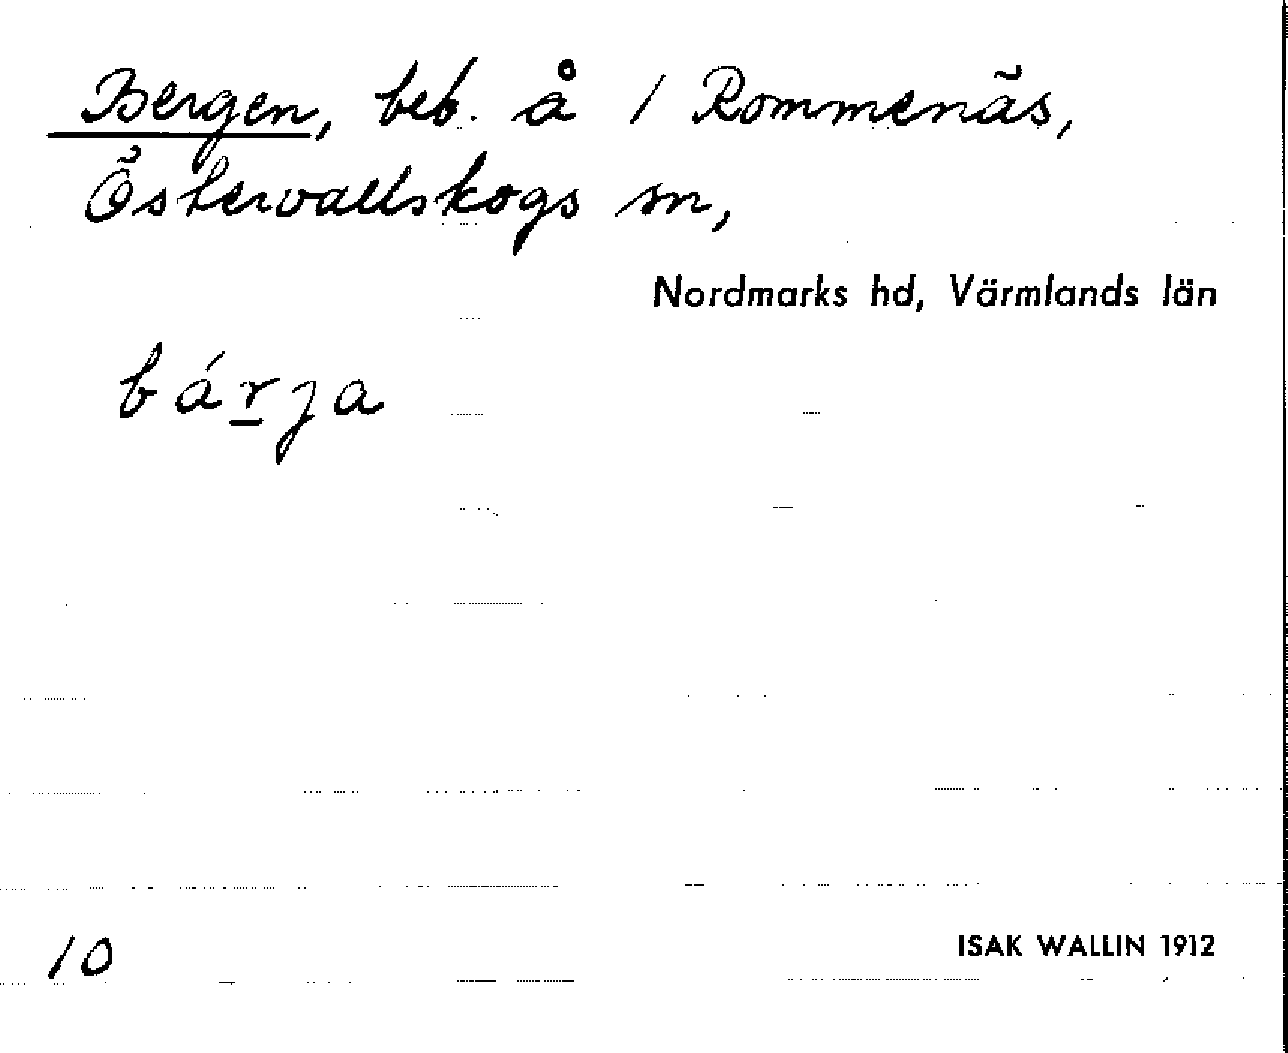 Bergen, beb. å 1 Rommenäs,
Östervallskogs sn,
Nordmarks hd, Värmlands län
bárja
10
ISAK WALLIN 1912